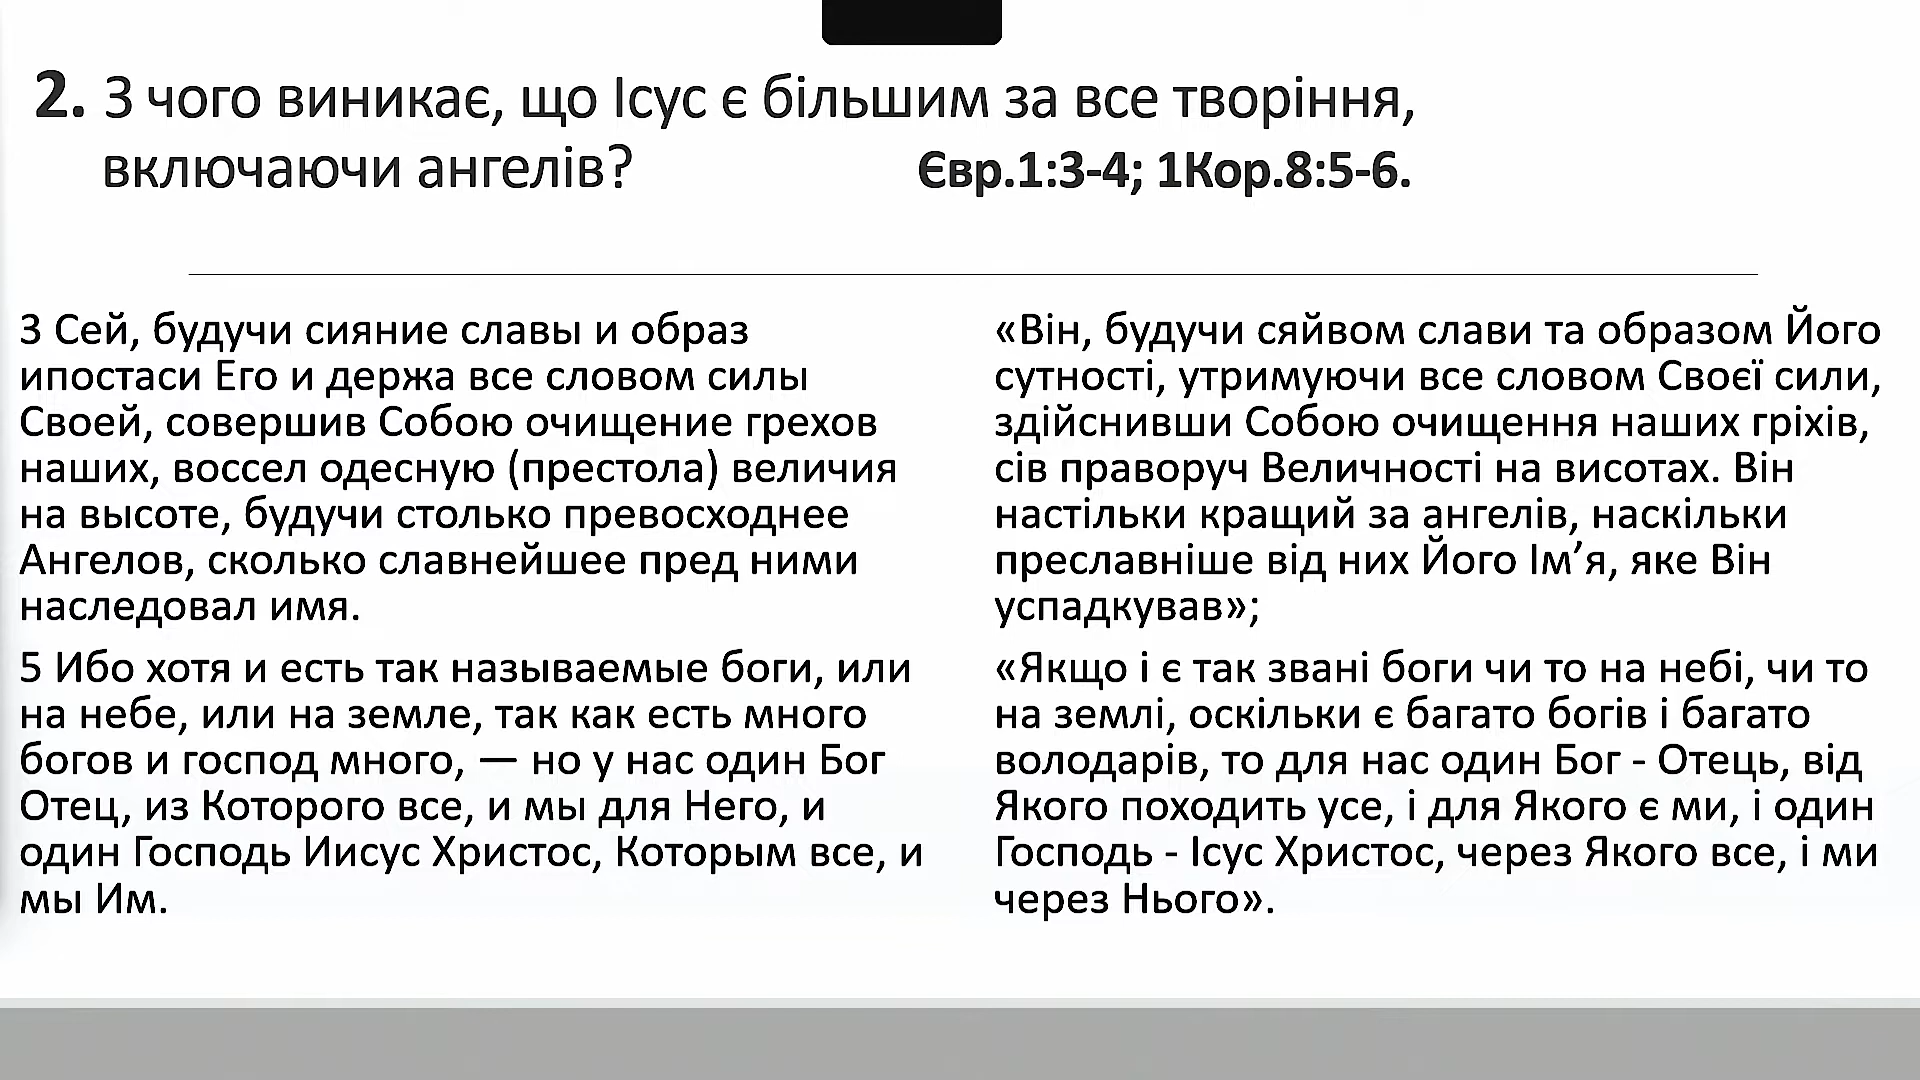 2. З чого виникає, що Ісус є більшим за все творіння,
включаючи ангелів? Євр.1:3-4; 1Кор.8:5-6.
3 Сей, будучи сияние славы и образ
ипостаси Его и держа все словом силы
Своей, совершив Собою очищение грехов
наших, воссел одесную (престола) величия
на высоте, будучи столько превосходнее
Ангелов, сколько славнейшее пред ними
наследовал имя.
5 Ибо хотя и есть так называемые боги, или
на небе, или на земле, так как есть много
богов и господ много, — но у нас один Бог
Отец, из Которого все, и мы для Него, и
один Господь Иисус Христос, Которым все, и
мы Им.
«Він, будучи сяйвом слави та образом Його
сутності, утримуючи все словом Своєї сили,
здійснивши Собою очищення наших гріхів,
сів праворуч Величності на висотах. Він
настільки кращий за ангелів, наскільки
преславніше від них Його Ім’я, яке Він
успадкував»;
«Якщо і є так звані боги чи то на небі, чи то
на землі, оскільки є багато богів і багато
володарів, то для нас один Бог - Отець, від
Якого походить усе, і для Якого є ми, і один
Господь - Ісус Христос, через Якого все, і ми
через Нього».